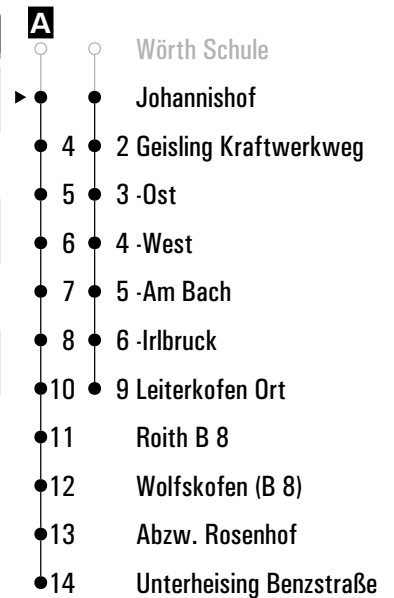 A
Wörth Schule
Johannishof
4 2 Geisling Kraftwerkweg
5 3 -Ost
6 4 -West
7 5 -Am Bach
8 6 -Irlbruck
10 9 Leiterkofen Ort
11 Roith B 8
12 Wolfskofen (B 8)
13 Abzw. Rosenhof
14 Unterheising Benzstraße